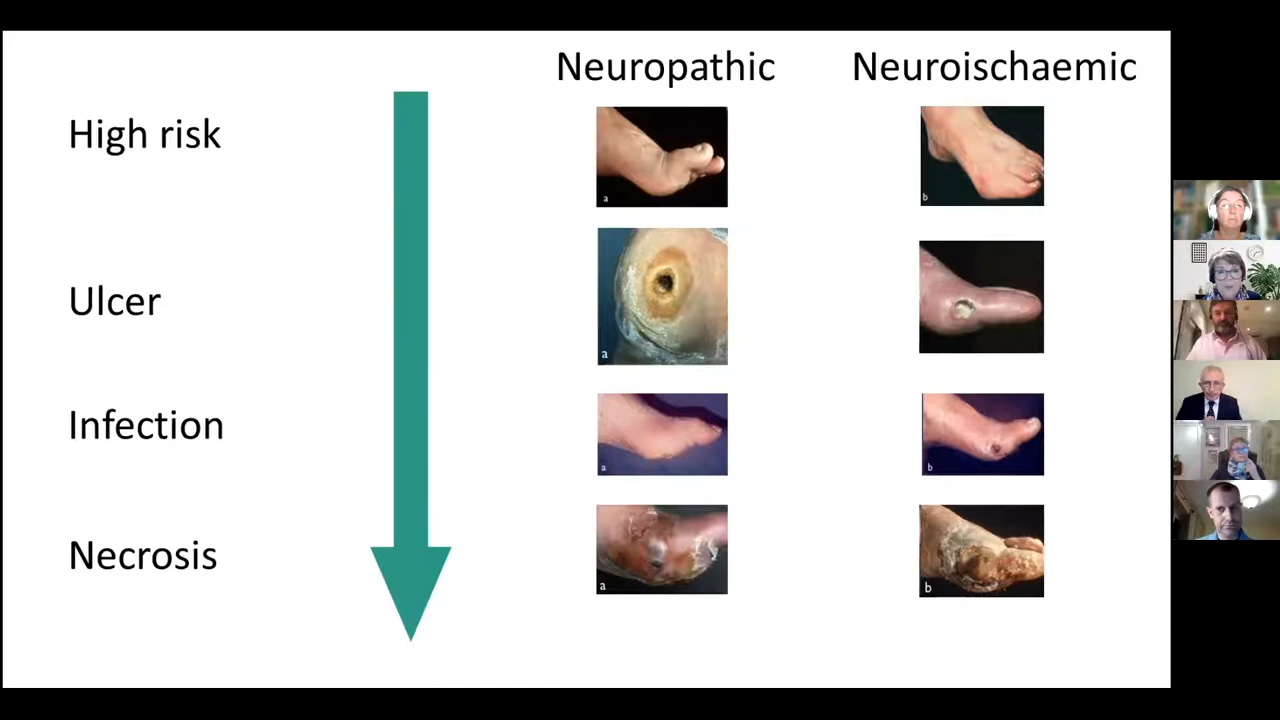 Neuropathic Neuroischaemic
High risk
a b
Ulcer
a
Infection
a b
Necrosis
a b